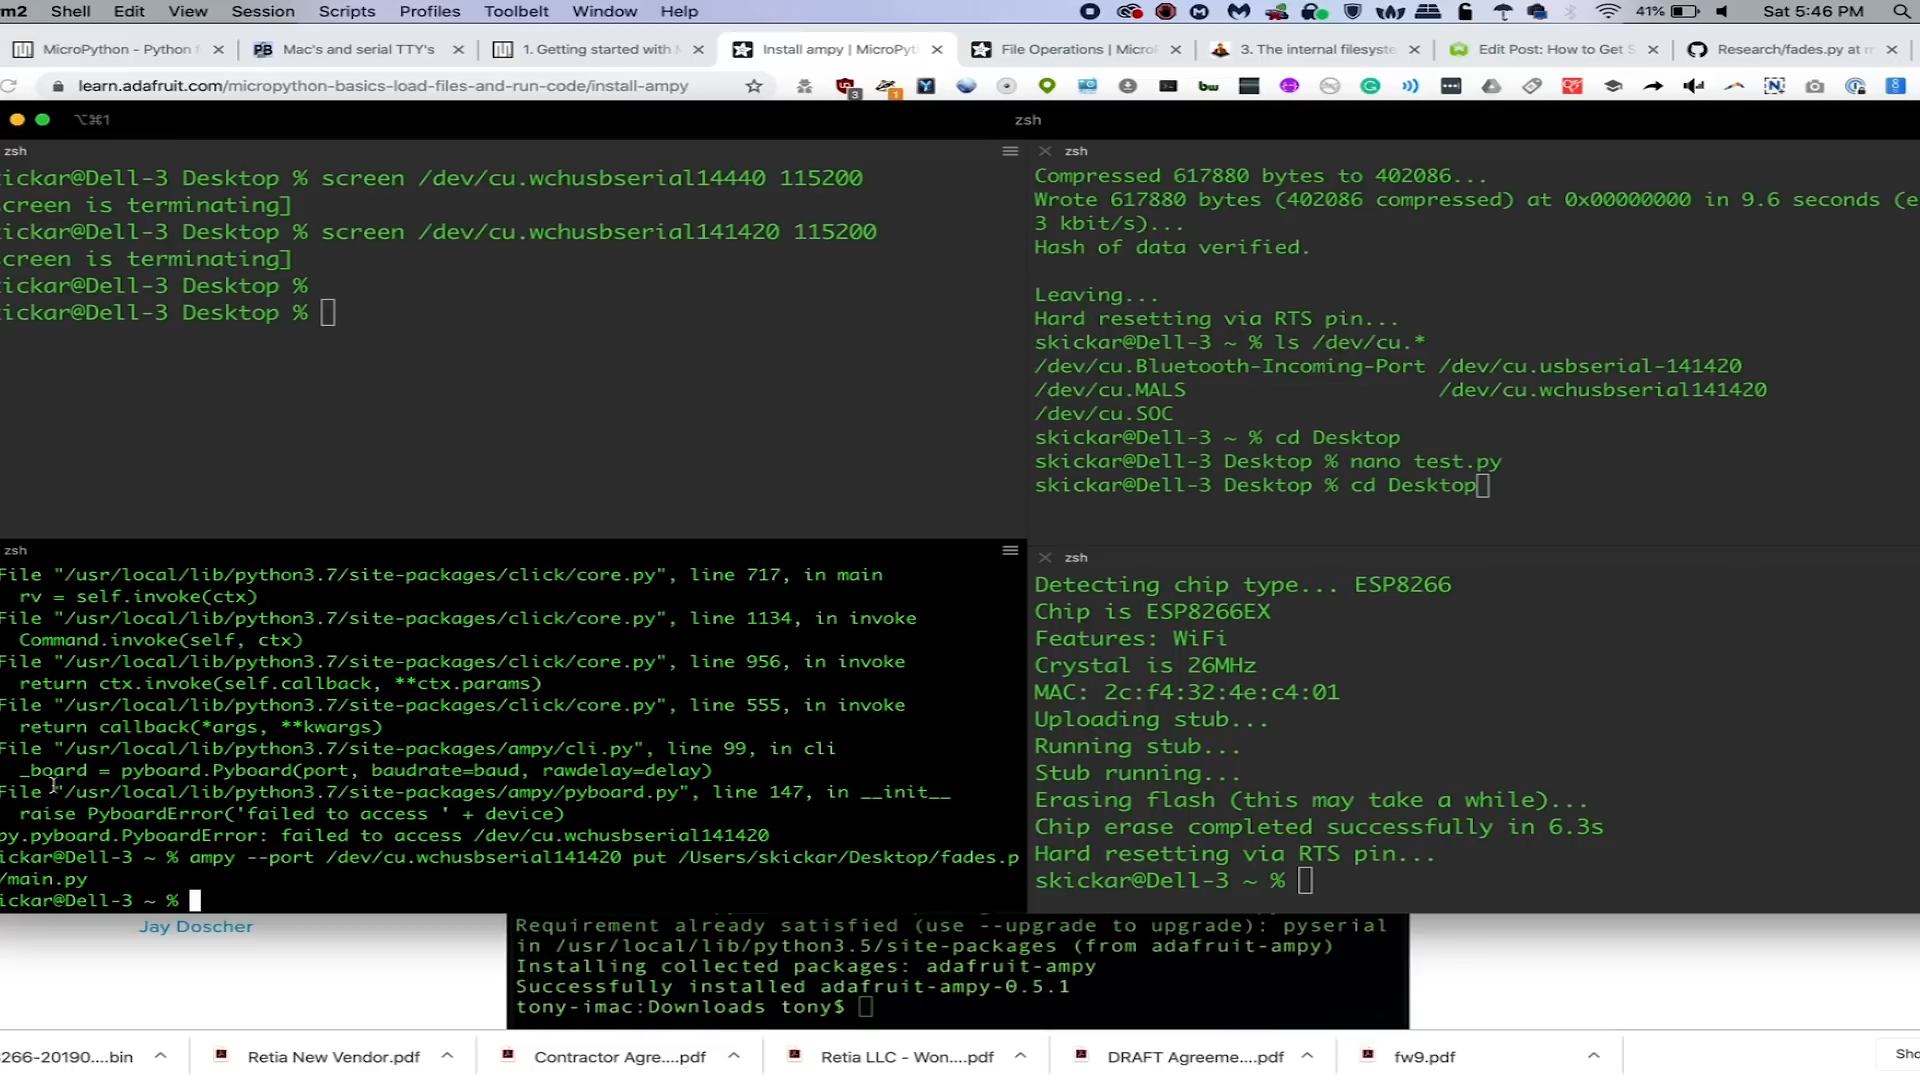 rm2 Shell Edit View Session Scripts Profiles Toolbelt Window Help 41% Sat 5:46 PM
MicroPython - Python f PB Mac's and serial TTY's 1. Getting started with M Install ampy | MicroPyt File Operations | Microl 3. The internal filesyste Edit Post: How to Get S Research/fades.py at m
learn.adafruit.com/micropython-basics-load-files-and-run-code/install-ampy
⌥⌘1 zsh
zsh
ickar@Dell-3 Desktop % screen /dev/cu.wchusbserial14440 115200
creen is terminating]
ickar@Dell-3 Desktop % screen /dev/cu.wchusbserial141420 115200
creen is terminating]
ickar@Dell-3 Desktop %
ickar@Dell-3 Desktop %
zsh
Compressed 617880 bytes to 402086...
Wrote 617880 bytes (402086 compressed) at 0x00000000 in 9.6 seconds (e
3 kbit/s)...
Hash of data verified.
Leaving...
Hard resetting via RTS pin...
skickar@Dell-3 ~ % ls /dev/cu.*
/dev/cu.Bluetooth-Incoming-Port /dev/cu.usbserial-141420
/dev/cu.MALS /dev/cu.wchusbserial141420
/dev/cu.SOC
skickar@Dell-3 ~ % cd Desktop
skickar@Dell-3 Desktop % nano test.py
skickar@Dell-3 Desktop % cd Desktop
zsh
File "/usr/local/lib/python3.7/site-packages/click/core.py", line 717, in main
rv = self.invoke(ctx)
File "/usr/local/lib/python3.7/site-packages/click/core.py", line 1134, in invoke
Command.invoke(self, ctx)
File "/usr/local/lib/python3.7/site-packages/click/core.py", line 956, in invoke
return ctx.invoke(self.callback, **ctx.params)
File "/usr/local/lib/python3.7/site-packages/click/core.py", line 555, in invoke
return callback(*args, **kwargs)
File "/usr/local/lib/python3.7/site-packages/ampy/cli.py", line 99, in cli
_board = pyboard.Pyboard(port, baudrate=baud, rawdelay=delay)
File "/usr/local/lib/python3.7/site-packages/ampy/pyboard.py", line 147, in __init__
raise PyboardError('failed to access ' + device)
py.pyboard.PyboardError: failed to access /dev/cu.wchusbserial141420
ickar@Dell-3 ~ % ampy --port /dev/cu.wchusbserial141420 put /Users/skickar/Desktop/fades.p
/main.py
ickar@Dell-3 ~ %
zsh
Detecting chip type... ESP8266
Chip is ESP8266EX
Features: WiFi
Crystal is 26MHz
MAC: 2c:f4:32:4e:c4:01
Uploading stub...
Running stub...
Stub running...
Erasing flash (this may take a while)...
Chip erase completed successfully in 6.3s
Hard resetting via RTS pin...
skickar@Dell-3 ~ %
Jay Doscher
Requirement already satisfied (use --upgrade to upgrade): pyserial
in /usr/local/lib/python3.5/site-packages (from adafruit-ampy)
Installing collected packages: adafruit-ampy
Successfully installed adafruit-ampy-0.5.1
tony-imac:Downloads tony$
266-20190....bin Retia New Vendor.pdf Contractor Agre....pdf Retia LLC - Won....pdf DRAFT Agreeme....pdf fw9.pdf Sho